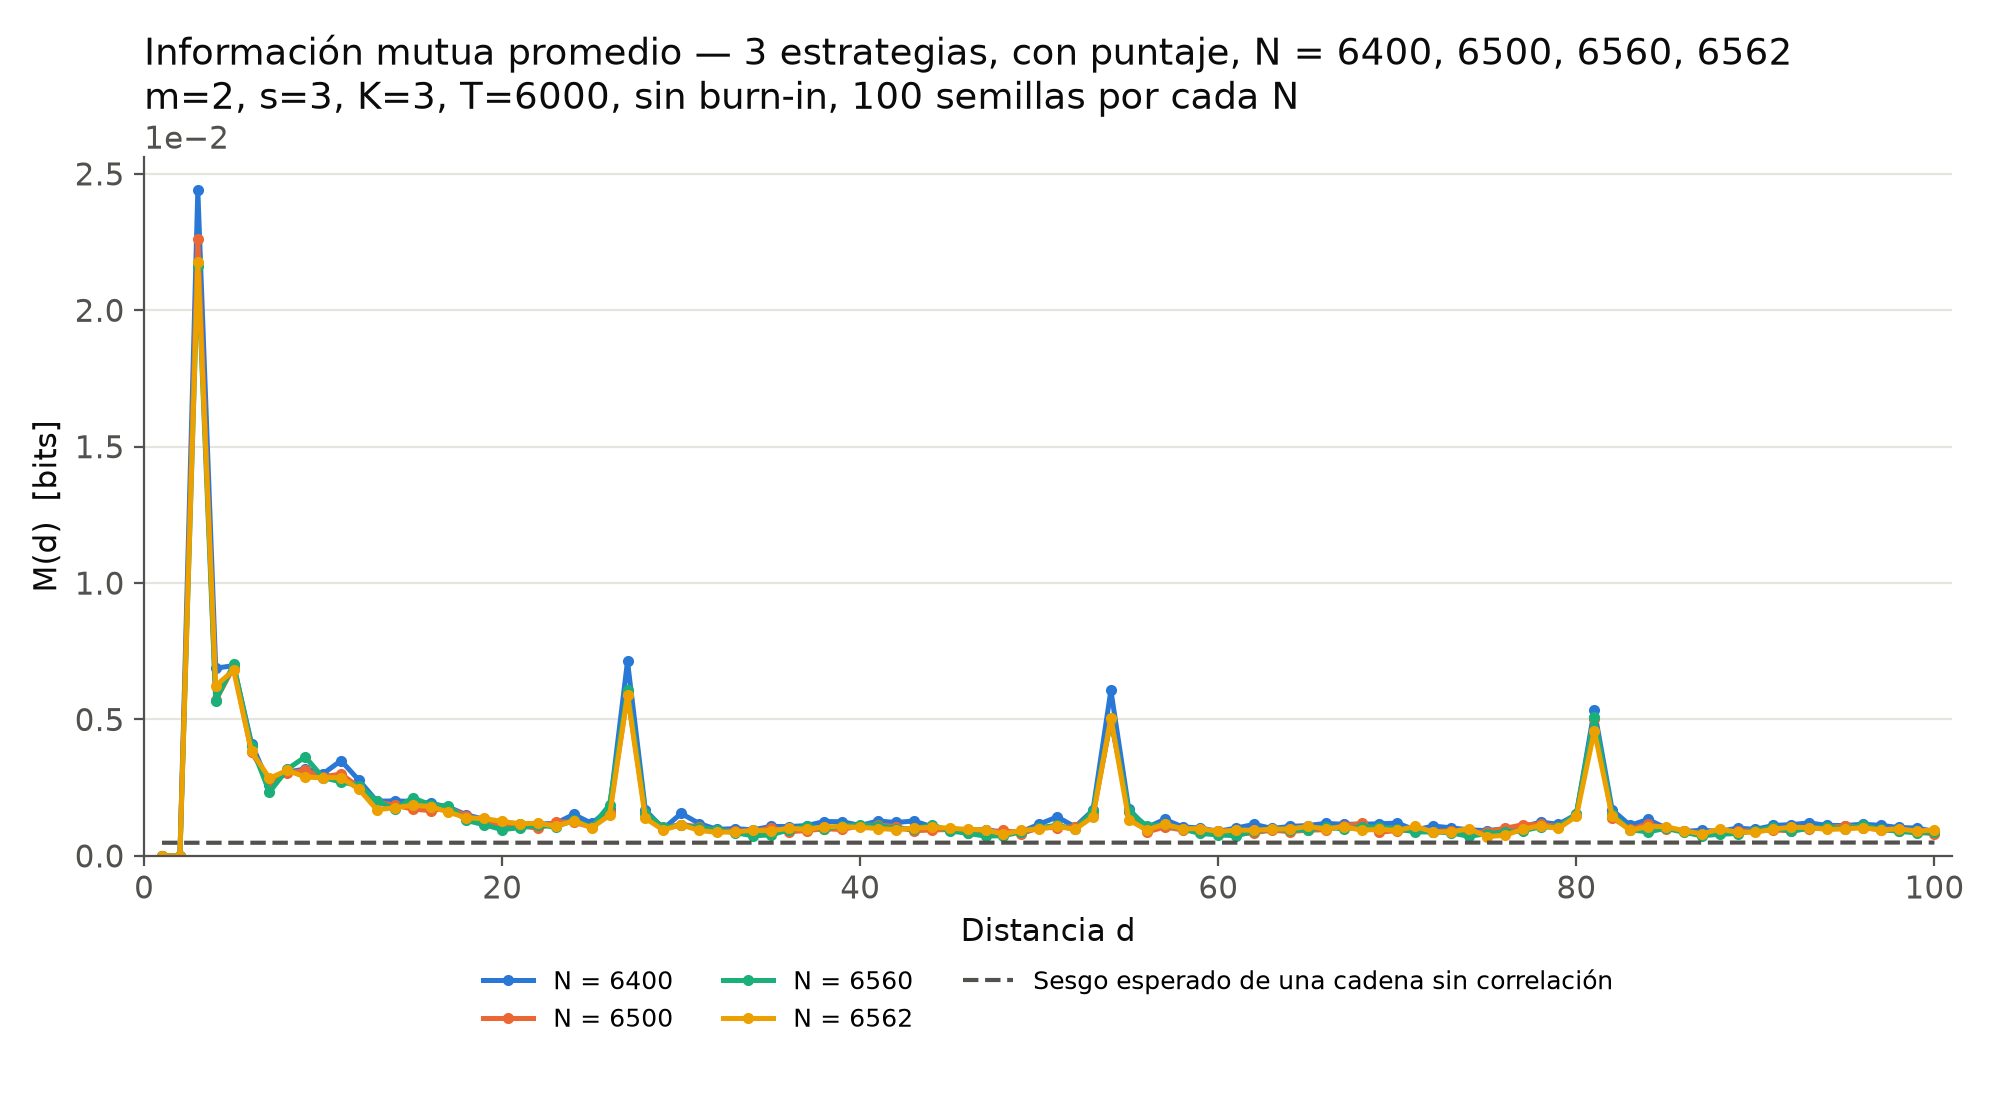 Información mutua promedio — 3 estrategias, con puntaje, N = 6400, 6500, 6560, 6562
m=2, s=3, K=3, T=6000, sin burn-in, 100 semillas por cada N
1e−2
2.5
2.0
1.5
1.0
0.5
0.0
M(d) [bits]
0 20 40 60 80 100
Distancia d
N = 6400 N = 6560 Sesgo esperado de una cadena sin correlación
N = 6500 N = 6562